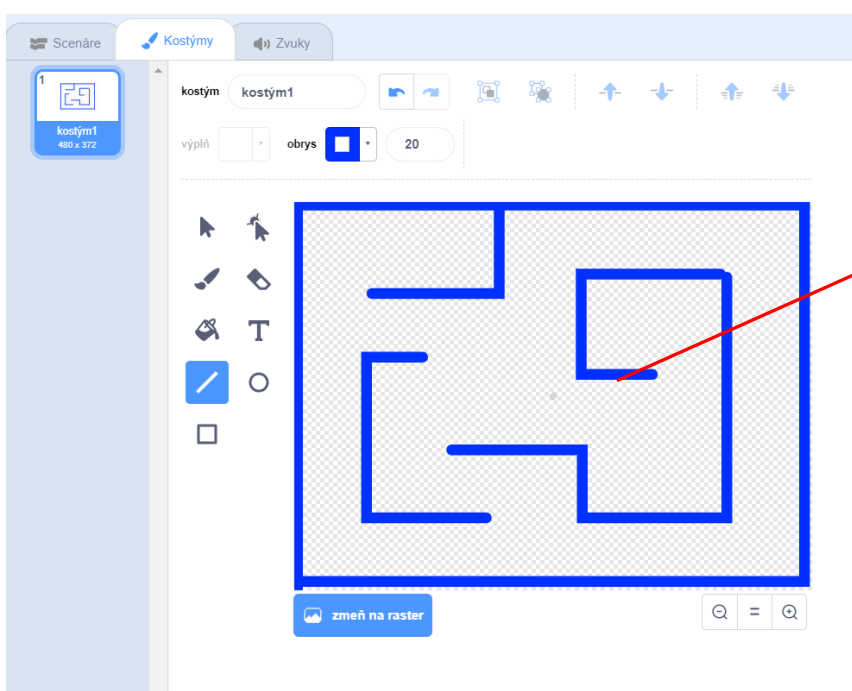 Scenáre
Kostýmy
Zvuky
1
kostým1
480 x 372
kostým
kostým1
výplň
obrys
20
T
zmeň na raster